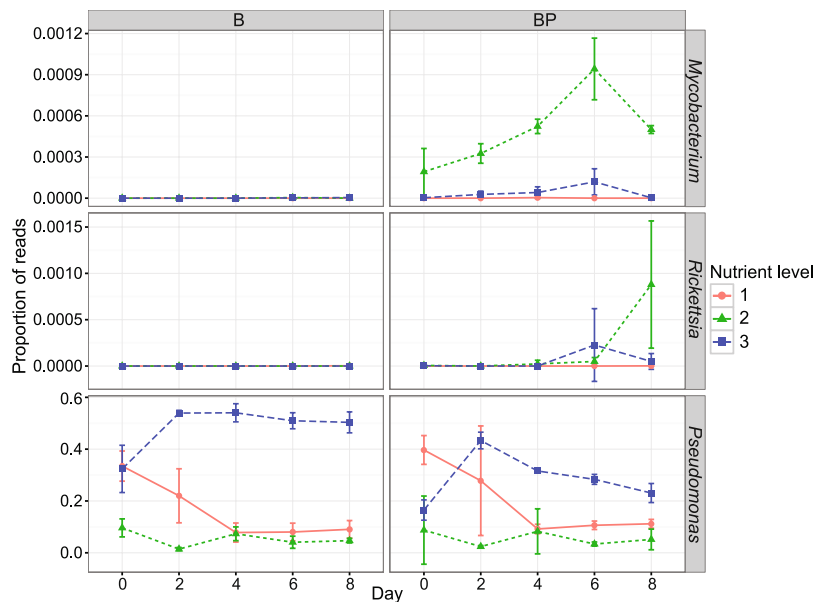 B
BP
0.0012
0.0009
0.0006
0.0003
0.0000
Mycobacterium
0.0015
0.0010
0.0005
0.0000
Rickettsia
0.6
0.4
0.2
0.0
Pseudomonas
Proportion of reads
0 2 4 6 8
0 2 4 6 8
Day
Nutrient level
1
2
3